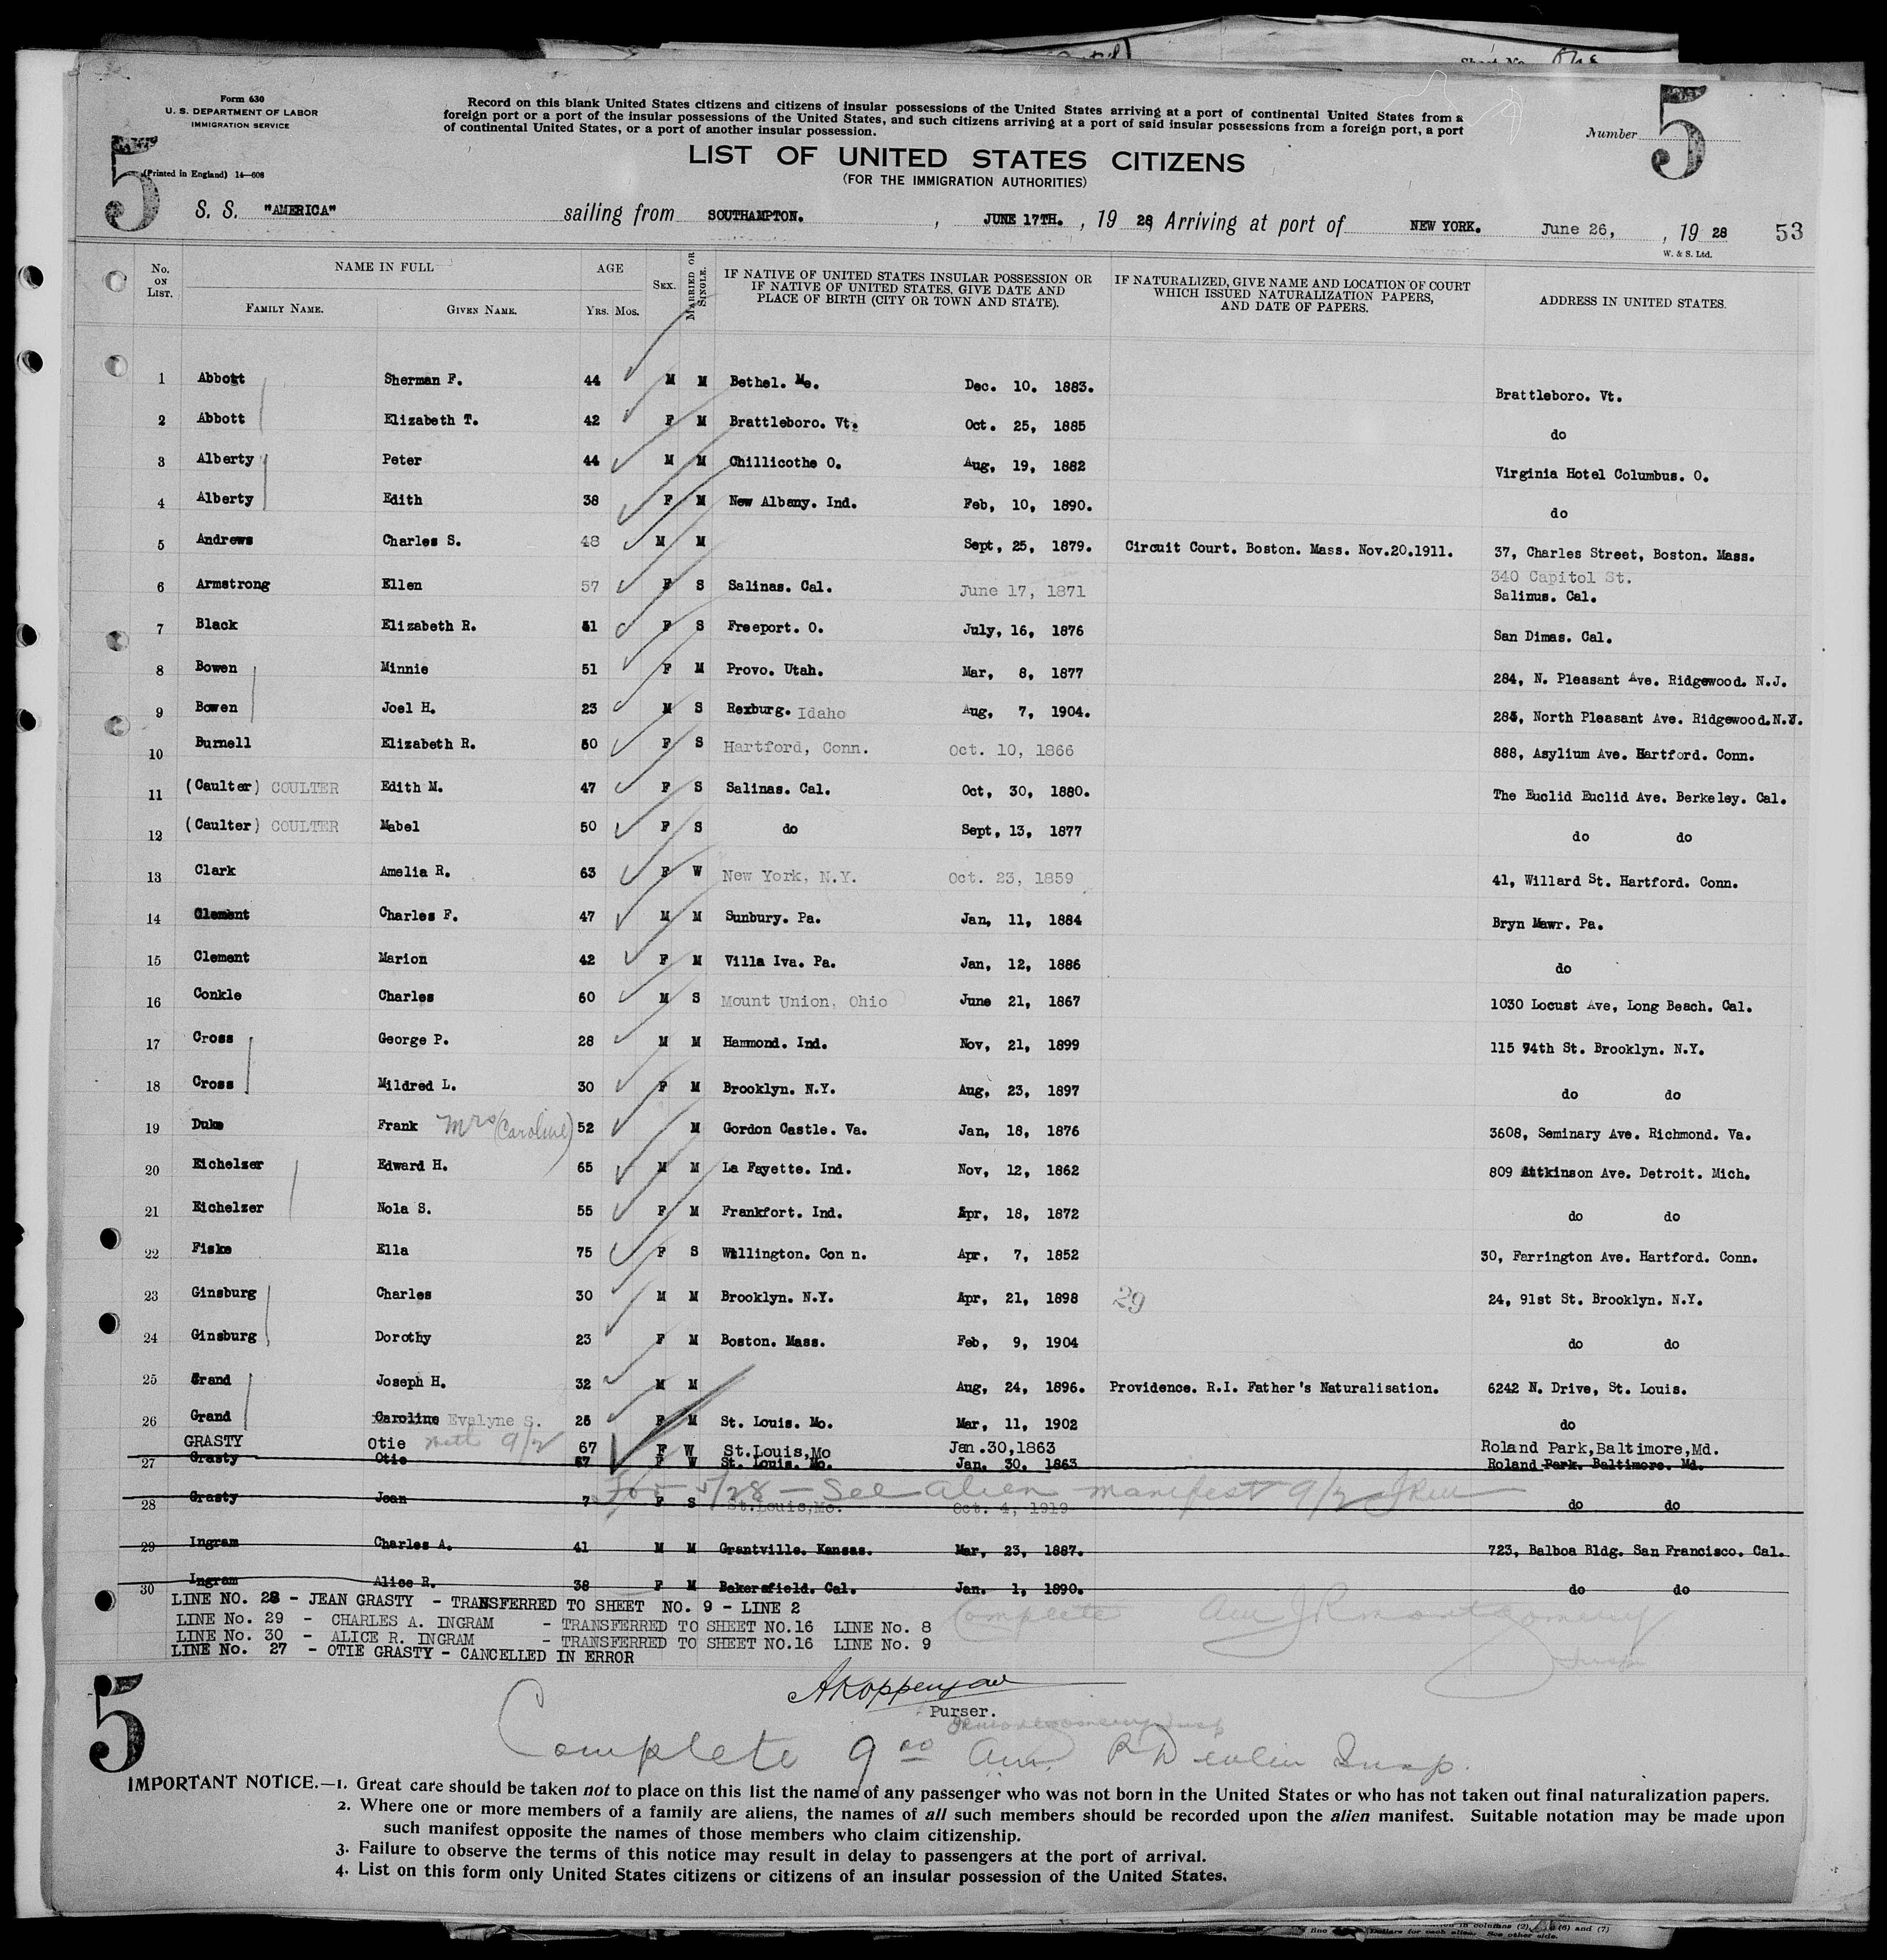 Form 630
U. S. DEPARTMENT OF LABOR
IMMIGRATION SERVICE
(Printed in England) 14—608
Record on this blank United States citizens and citizens of insular possessions of the United States arriving at a port of continental United States from a
foreign port or a port of the insular possessions of the United States, and such citizens arriving at a port of said insular possessions from a foreign port, a port
of continental United States, or a port of another insular possession.
Number 5
5
LIST OF UNITED STATES CITIZENS
(FOR THE IMMIGRATION AUTHORITIES)
S. S. "AMERICA" sailing from SOUTHAMPTON. , JUNE 17TH. , 19 28, Arriving at port of NEW YORK. June 26, , 19 28 53
W. & S. Ltd.
No. ON LIST. NAME IN FULL AGE SEX. MARRIED OR SINGLE. IF NATIVE OF UNITED STATES INSULAR POSSESSION OR IF NATIVE OF UNITED STATES, GIVE DATE AND PLACE OF BIRTH (CITY OR TOWN AND STATE). IF NATURALIZED, GIVE NAME AND LOCATION OF COURT WHICH ISSUED NATURALIZATION PAPERS, AND DATE OF PAPERS. ADDRESS IN UNITED STATES.
FAMILY NAME. GIVEN NAME. YRS. MOS.
1 Abbott Sherman F. 44 M M Bethel. Me. Dec. 10. 1883. Brattleboro. Vt.
2 Abbott Elizabeth T. 42 F M Brattleboro. Vt. Oct. 25, 1885 do
3 Alberty Peter 44 M M Chillicothe O. Aug, 19, 1882 Virginia Hotel Columbus. O.
4 Alberty Edith 38 F M New Albany. Ind. Feb, 10, 1890. do
5 Andrews Charles S. 48 M M Sept, 25, 1879. Circuit Court. Boston. Mass. Nov.20.1911. 37, Charles Street, Boston. Mass.
340 Capitol St.
6 Armstrong Ellen 57 F S Salinas. Cal. June 17, 1871 Salinus. Cal.
7 Black Elizabeth R. 51 F S Freeport. O. July, 16, 1876 San Dimas. Cal.
8 Bowen Minnie 51 F M Provo. Utah. Mar, 8, 1877 284, N. Pleasant Ave. Ridgewood. N.J.
9 Bowen Joel H. 23 M S Rexburg. Idaho Aug, 7, 1904. 284, North Pleasant Ave. Ridgewood.N.J.
10 Burnell Elizabeth R. 50 F S Hartford, Conn. Oct. 10, 1866 888, Asylium Ave. Hartford. Conn.
11 (Caulter) COULTER Edith M. 47 F S Salinas. Cal. Oct, 30, 1880. The Euclid Euclid Ave. Berkeley. Cal.
12 (Caulter) COULTER Mabel 50 F S do Sept, 13, 1877 do do
13 Clark Amelia R. 63 F W New York, N.Y. Oct. 23, 1859 41, Willard St. Hartford. Conn.
14 Clement Charles F. 47 M M Sunbury. Pa. Jan, 11, 1884 Bryn Mawr. Pa.
15 Clement Marion 42 F M Villa Iva. Pa. Jan, 12, 1886 do
16 Conkle Charles 60 M S Mount Union, Ohio June 21, 1867 1030 Locust Ave, Long Beach. Cal.
17 Cross George P. 28 M M Hammond. Ind. Nov, 21, 1899 115 74th St. Brooklyn. N.Y.
18 Cross Mildred L. 30 F M Brooklyn. N.Y. Aug, 23, 1897 do do
19 Duke Frank Mrs (Caroline) 52 M Gordon Castle. Va. Jan, 18, 1876 3608, Seminary Ave. Richmond. Va.
20 Eichelzer Edward H. 65 M M La Fayette. Ind. Nov, 12, 1862 809 Atkinson Ave. Detroit. Mich.
21 Eichelzer Nola S. 55 F M Frankfort. Ind. Apr, 18, 1872 do do
22 Fiske Ella 75 F S Wellington. Con n. Apr, 7, 1852 30, Farrington Ave. Hartford. Conn.
23 Ginsburg Charles 30 M M Brooklyn. N.Y. Apr, 21, 1898 29 24, 91st St. Brooklyn. N.Y.
24 Ginsburg Dorothy 23 F M Boston. Mass. Feb, 9, 1904 do do
25 Grand Joseph H. 32 M M Aug, 24, 1896. Providence. R.I. Father's Naturalisation. 6242 N. Drive, St. Louis.
26 Grand Caroline Evalyne S. 26 F M St. Louis. Mo. Mar, 11, 1902 do
GRASTY Otie with 9/2 67 F W St.Louis,Mo Jan.30,1863 Roland Park,Baltimore,Md.
27 Grasty Otie 67 F W St. Louis. Mo. Jan. 30. 1863 Roland Park. Baltimore. Md.
5/28 — See alien manifest 9/2
28 Grasty Jean 7 F S St.Louis,Mo. Oct. 4, 1919 do do
29 Ingram Charles A. 41 M M Grantville. Kansas. Mar, 23, 1887. 723, Balboa Bldg. San Francisco. Cal.
30 Ingram Alice R. 38 F M Bakersfield. Cal. Jan. 1, 1890. do do
LINE NO. 28 - JEAN GRASTY - TRANSFERRED TO SHEET NO. 9 - LINE 2
LINE No. 29 - CHARLES A. INGRAM - TRANSFERRED TO SHEET NO.16 LINE No. 8
LINE No. 30 - ALICE R. INGRAM - TRANSFERRED TO SHEET NO.16 LINE No. 9
LINE No. 27 - OTIE GRASTY - CANCELLED IN ERROR
Complete am JR Montgomery
Insp
5
Purser.
Complete 9 00 am. R Devlin Insp.
IMPORTANT NOTICE.—1. Great care should be taken not to place on this list the name of any passenger who was not born in the United States or who has not taken out final naturalization papers.
2. Where one or more members of a family are aliens, the names of all such members should be recorded upon the alien manifest. Suitable notation may be made upon
such manifest opposite the names of those members who claim citizenship.
3. Failure to observe the terms of this notice may result in delay to passengers at the port of arrival.
4. List on this form only United States citizens or citizens of an insular possession of the United States.